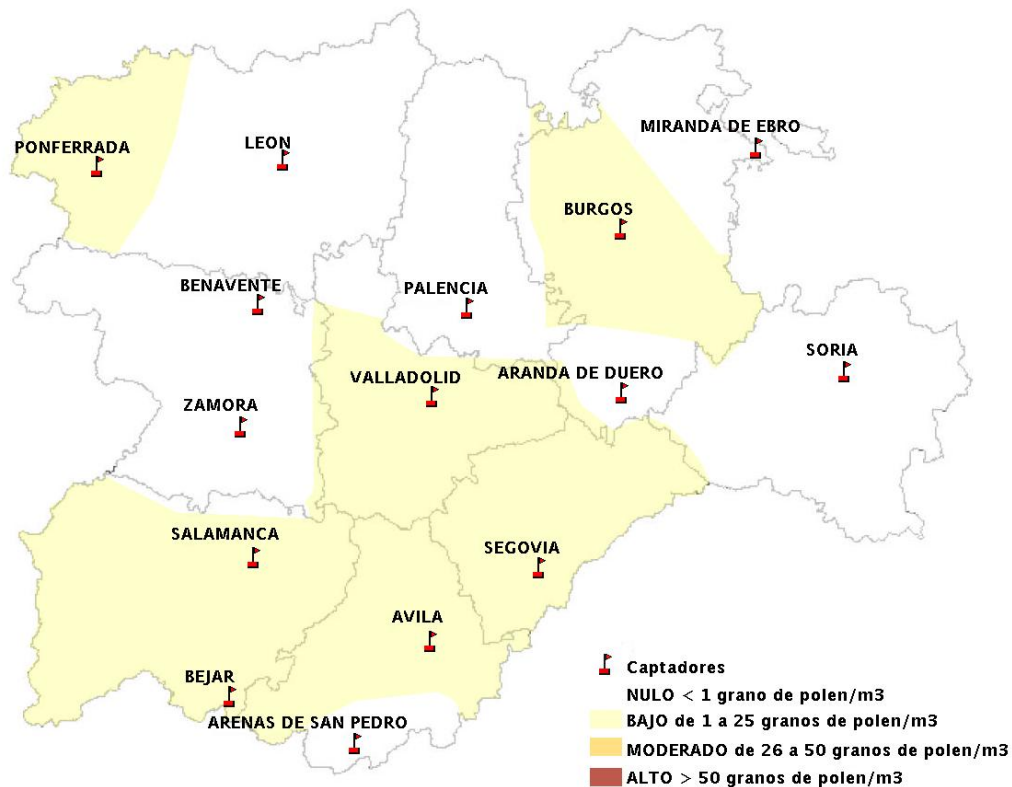 MIRANDA DE EBRO
PONFERRADA
LEON
BURGOS
BENAVENTE
PALENCIA
SORIA
VALLADOLID
ARANDA DE DUERO
ZAMORA
SALAMANCA
SEGOVIA
AVILA
BEJAR
ARENAS DE SAN PEDRO
Captadores
NULO < 1 grano de polen/m3
BAJO de 1 a 25 granos de polen/m3
MODERADO de 26 a 50 granos de polen/m3
ALTO > 50 granos de polen/m3